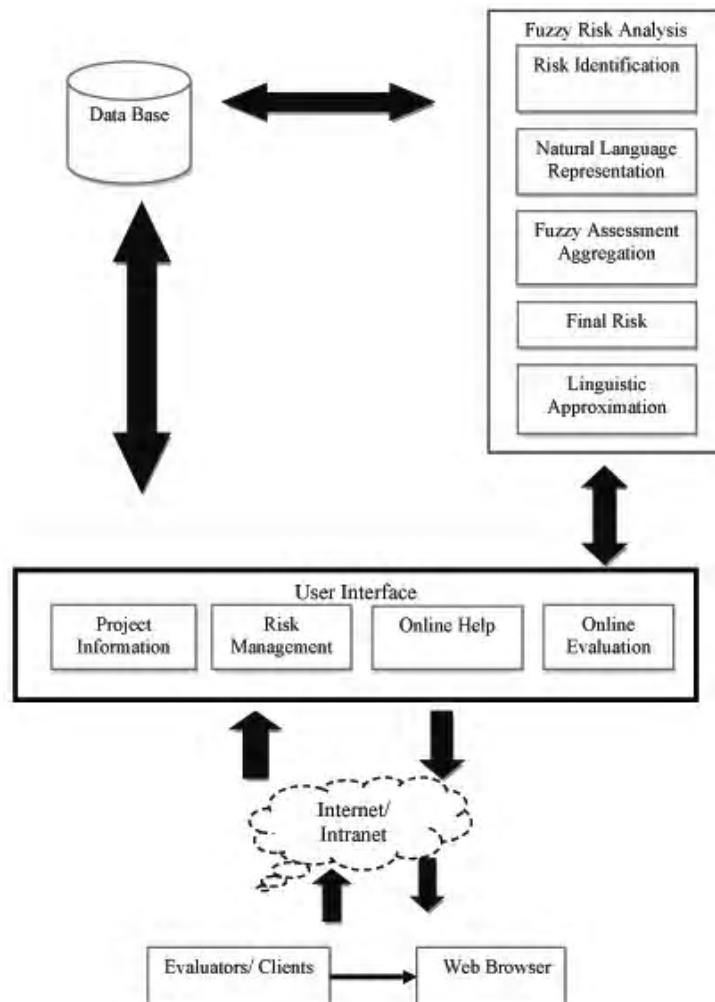 Fuzzy Risk Analysis
Risk Identification
Data Base
Natural Language
Representation
Fuzzy Assessment
Aggregation
Final Risk
Linguistic
Approximation
User Interface
Project
Information
Risk
Management
Online Help
Online
Evaluation
Internet/
Intranet
Evaluators/ Clients
Web Browser